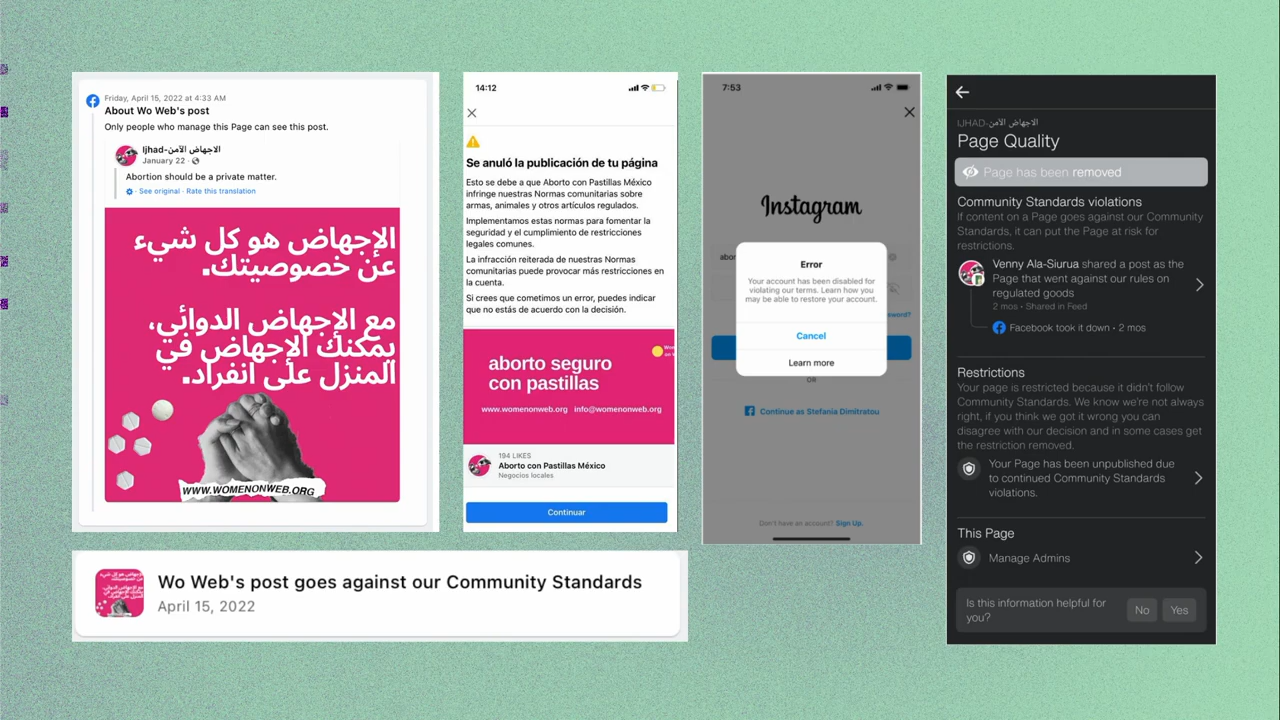 Friday, April 15, 2022 at 4:33 AM
About Wo Web's post
Only people who manage this Page can see this post.
Ijhad-الاجهاض الآمن
January 22 ·
Abortion should be a private matter.
· See original · Rate this translation
الإجهاض هو كل شيء
عن خصوصيتك.
مع الإجهاض الدوائي،
يمكنك الإجهاض في
المنزل على انفراد.
WWW.WOMENONWEB.ORG
14:12
Se anuló la publicación de tu página
Esto se debe a que Aborto con Pastillas México
infringe nuestras Normas comunitarias sobre
armas, animales y otros artículos regulados.
Implementamos estas normas para fomentar la
seguridad y el cumplimiento de restricciones
legales comunes.
La infracción reiterada de nuestras Normas
comunitarias puede provocar más restricciones en
la cuenta.
Si crees que cometimos un error, puedes indicar
que no estás de acuerdo con la decisión.
aborto seguro
con pastillas
www.womenonweb.org info@womenonweb.org
194 LIKES
Aborto con Pastillas México
Negocios locales
Continuar
7:53
Instagram
abor
Error
Your account has been disabled for
violating our terms. Learn how you
may be able to restore your account.
eword?
Cancel
Learn more
OR
Continue as Stefania Dimitratou
Don't have an account? Sign Up.
IJHAD-الاجهاض الآمن
Page Quality
Page has been removed
Community Standards violations
If content on a Page goes against our Community
Standards, it can put the Page at risk for
restrictions.
Venny Ala-Siurua shared a post as the
Page that went against our rules on
regulated goods
2 mos · Shared in Feed
Facebook took it down · 2 mos
Restrictions
Your page is restricted because it didn't follow
Community Standards. We know we're not always
right, if you think we got it wrong you can
disagree with our decision and in some cases get
the restriction removed.
Your Page has been unpublished due
to continued Community Standards
violations.
This Page
Manage Admins
Is this information helpful for
you?
No
Yes
Wo Web's post goes against our Community Standards
April 15, 2022